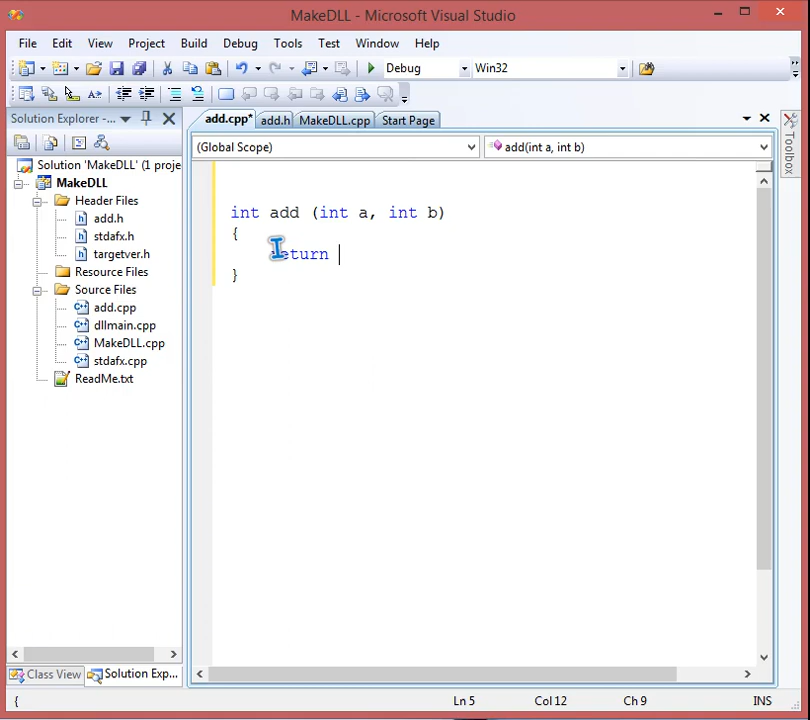 MakeDLL - Microsoft Visual Studio
File Edit View Project Build Debug Tools Test Window Help
Debug Win32
Solution Explorer -...
add.cpp* add.h MakeDLL.cpp Start Page
(Global Scope) add(int a, int b)
Toolbox
Solution 'MakeDLL' (1 proje
MakeDLL
Header Files
add.h
stdafx.h
targetver.h
Resource Files
Source Files
add.cpp
dllmain.cpp
MakeDLL.cpp
stdafx.cpp
ReadMe.txt
int add (int a, int b)
{
return
}
Class View Solution Exp...
{ Ln 5 Col 12 Ch 9 INS